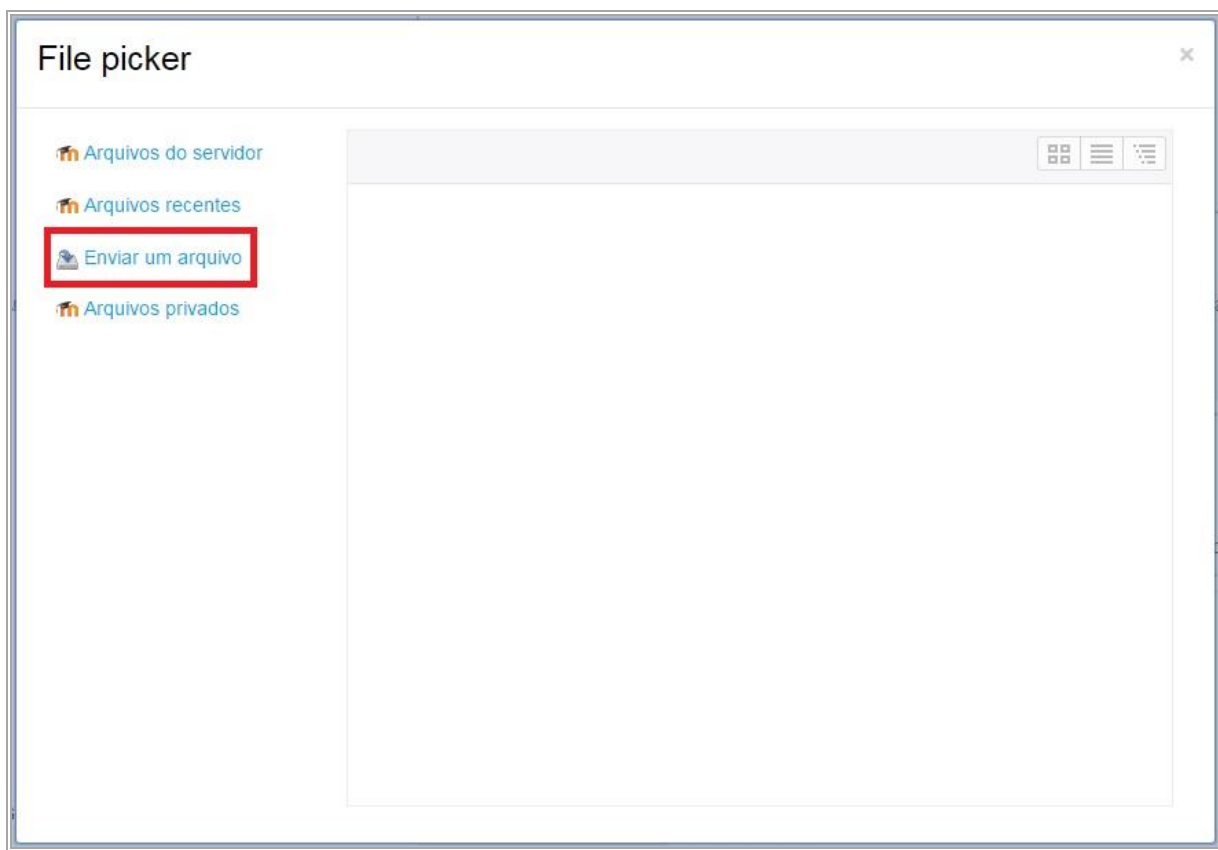 File picker
Arquivos do servidor
Arquivos recentes
Enviar um arquivo
Arquivos privados